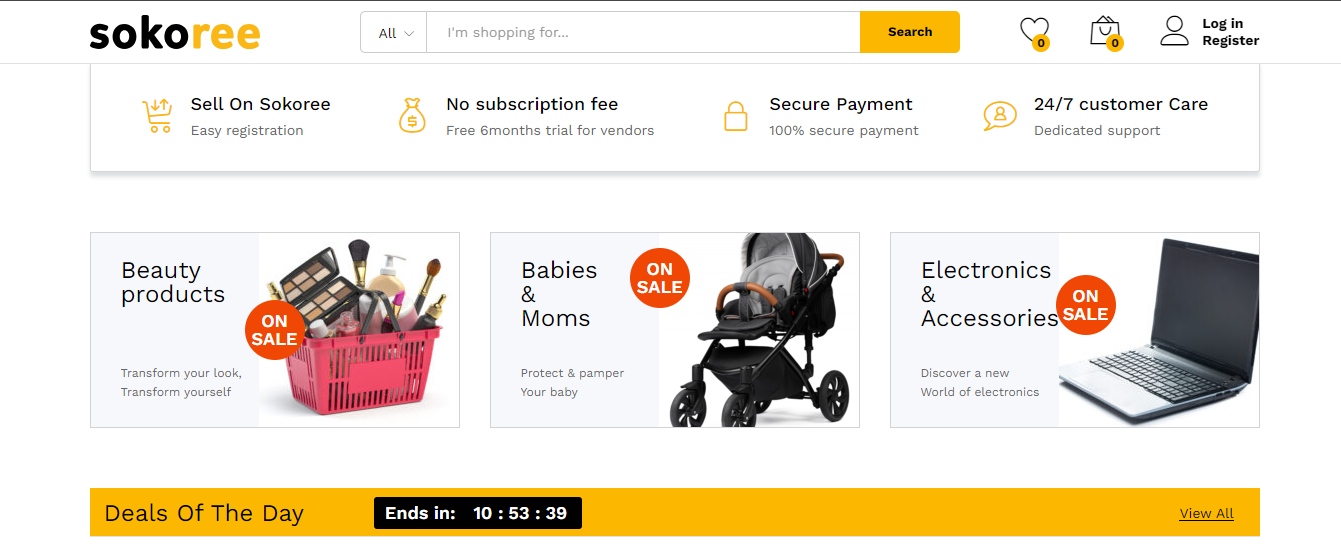 sokoree
All
I'm shopping for...
Search
0
0
Log in
Register
Sell On Sokoree
Easy registration
No subscription fee
Free 6months trial for vendors
Secure Payment
100% secure payment
24/7 customer Care
Dedicated support
Beauty
products
ON
SALE
Transform your look,
Transform yourself
Babies
&
Moms
ON
SALE
Protect & pamper
Your baby
Electronics
&
Accessories
ON
SALE
Discover a new
World of electronics
Deals Of The Day
Ends in: 10 : 53 : 39
View All